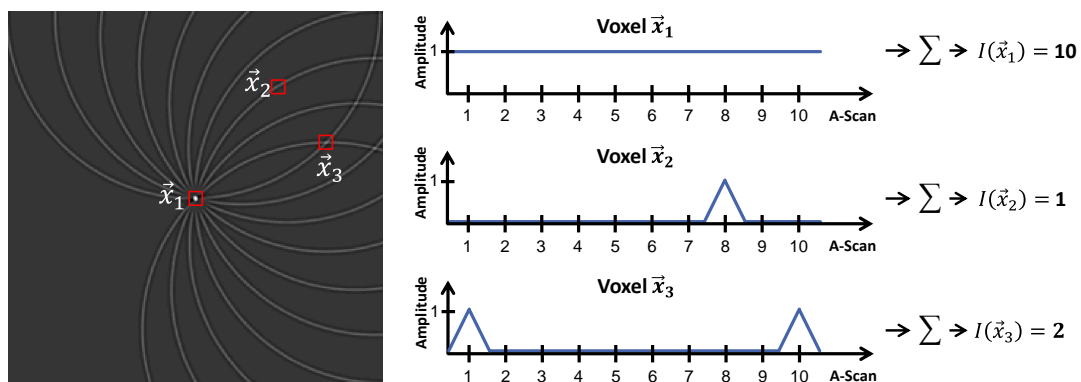 x⃗₁
x⃗₂
x⃗₃
Voxel x⃗₁
Amplitude
1
1 2 3 4 5 6 7 8 9 10 A-Scan
→ ∑ → I(x⃗₁) = 10
Voxel x⃗₂
Amplitude
1
1 2 3 4 5 6 7 8 9 10 A-Scan
→ ∑ → I(x⃗₂) = 1
Voxel x⃗₃
Amplitude
1
1 2 3 4 5 6 7 8 9 10 A-Scan
→ ∑ → I(x⃗₃) = 2